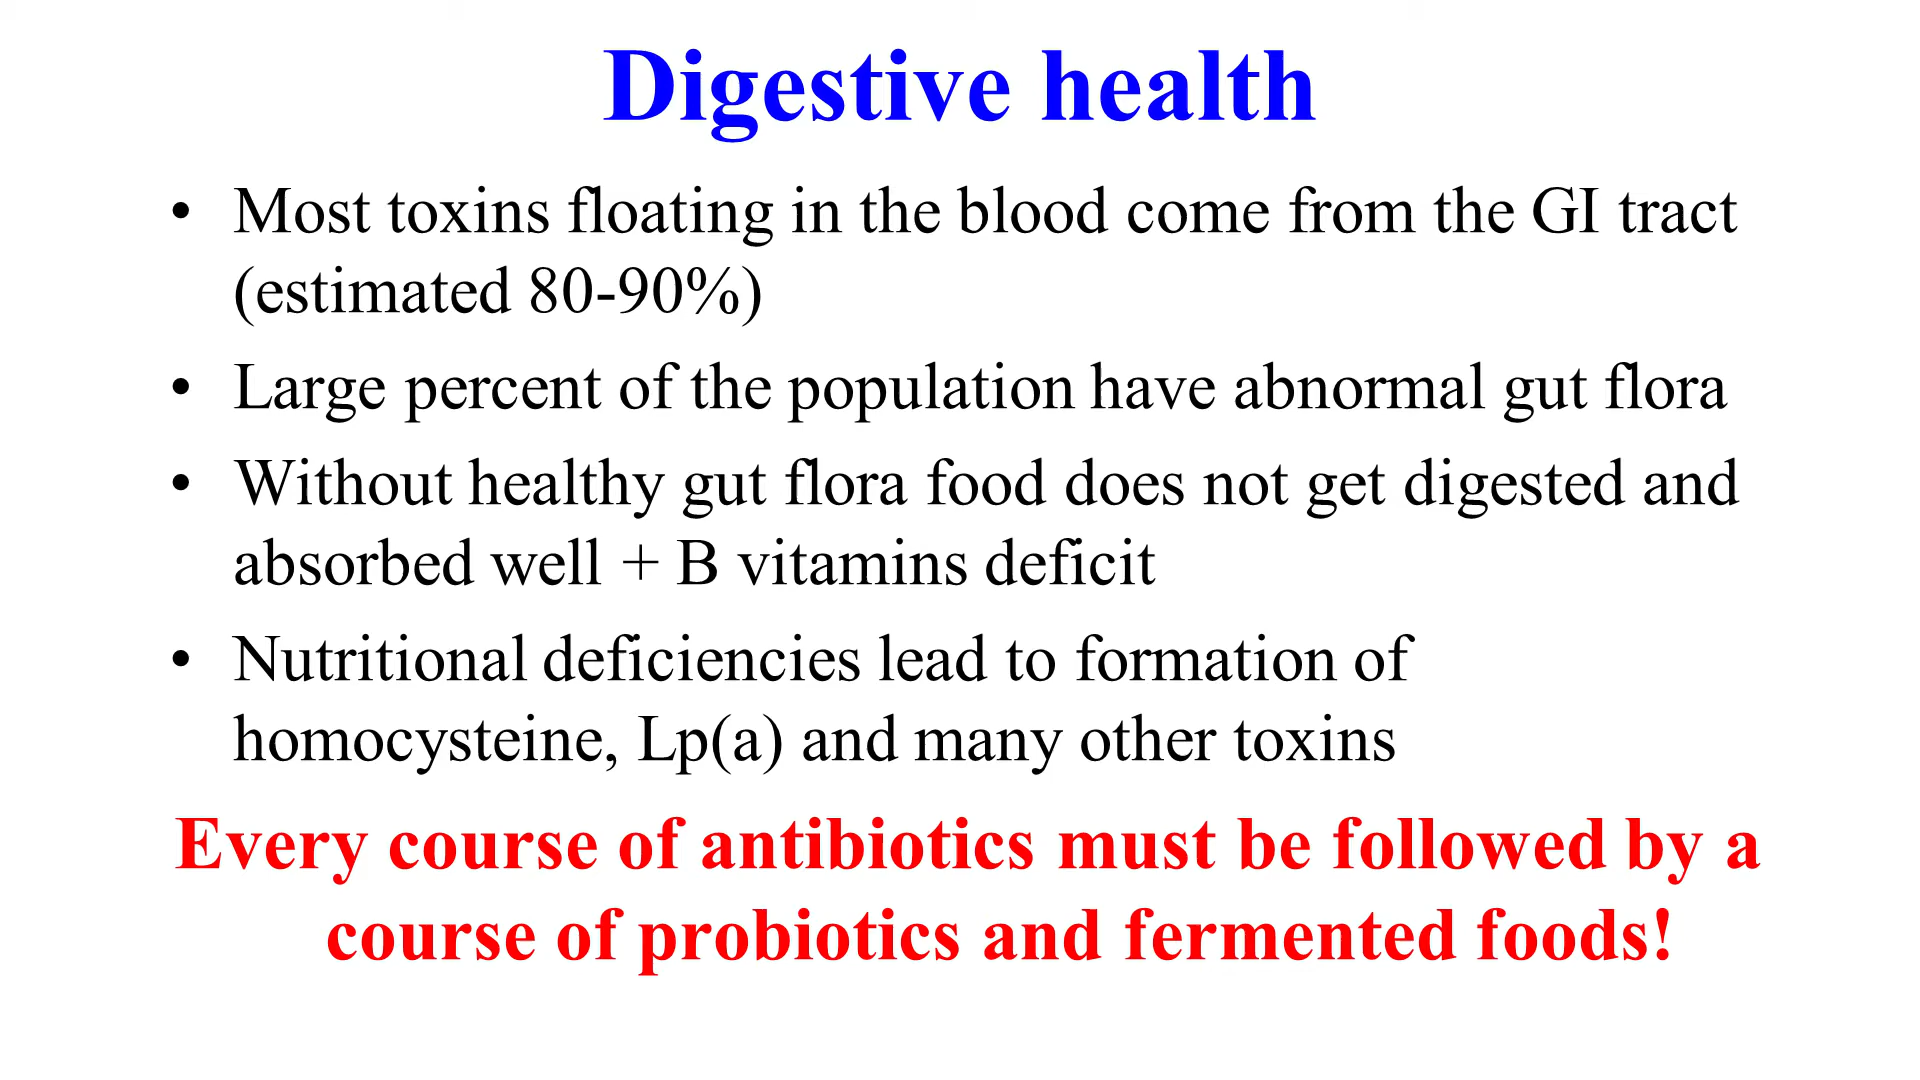 Digestive health
• Most toxins floating in the blood come from the GI tract
(estimated 80-90%)
• Large percent of the population have abnormal gut flora
• Without healthy gut flora food does not get digested and
absorbed well + B vitamins deficit
• Nutritional deficiencies lead to formation of
homocysteine, Lp(a) and many other toxins
Every course of antibiotics must be followed by a
course of probiotics and fermented foods!